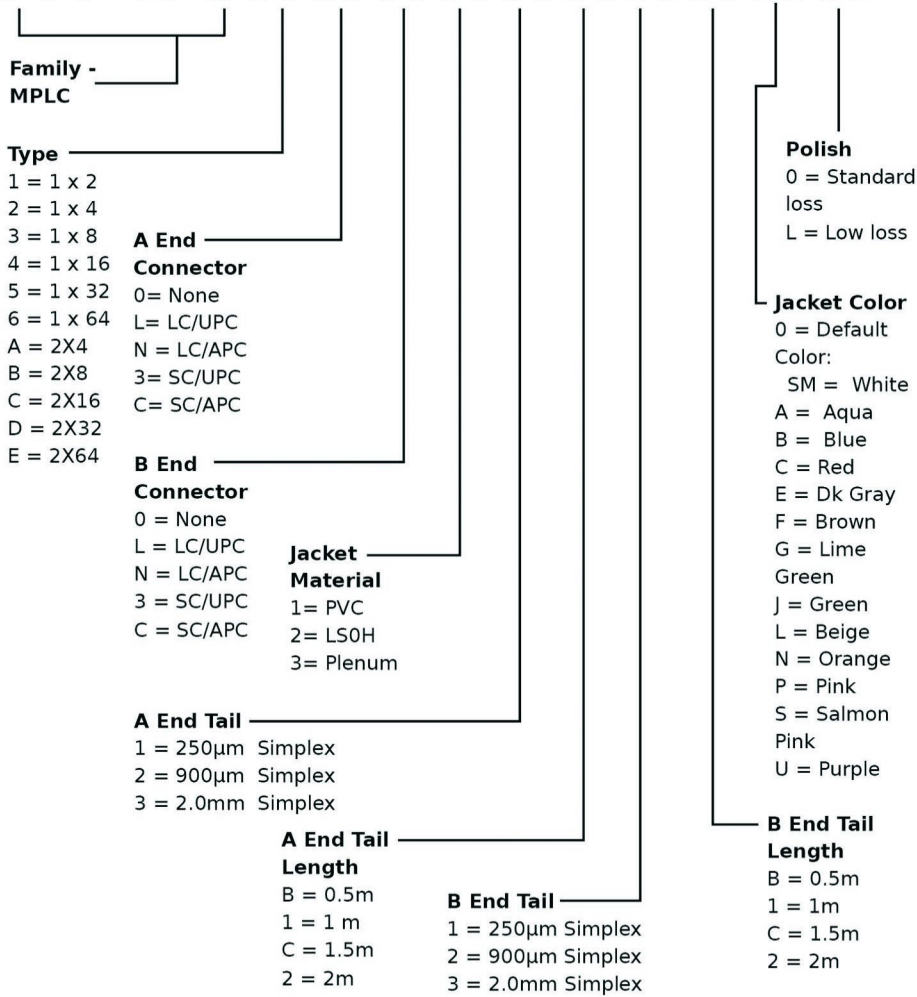 Family -
MPLC
Type
1 = 1 x 2
2 = 1 x 4
3 = 1 x 8
4 = 1 x 16
5 = 1 x 32
6 = 1 x 64
A = 2X4
B = 2X8
C = 2X16
D = 2X32
E = 2X64
A End
Connector
0= None
L= LC/UPC
N = LC/APC
3= SC/UPC
C= SC/APC
B End
Connector
0 = None
L = LC/UPC
N = LC/APC
3 = SC/UPC
C = SC/APC
Jacket
Material
1= PVC
2= LS0H
3= Plenum
A End Tail
1 = 250µm Simplex
2 = 900µm Simplex
3 = 2.0mm Simplex
A End Tail
Length
B = 0.5m
1 = 1 m
C = 1.5m
2 = 2m
B End Tail
1 = 250µm Simplex
2 = 900µm Simplex
3 = 2.0mm Simplex
B End Tail
Length
B = 0.5m
1 = 1m
C = 1.5m
2 = 2m
Jacket Color
0 = Default
Color:
SM = White
A = Aqua
B = Blue
C = Red
E = Dk Gray
F = Brown
G = Lime
Green
J = Green
L = Beige
N = Orange
P = Pink
S = Salmon
Pink
U = Purple
Polish
0 = Standard
loss
L = Low loss